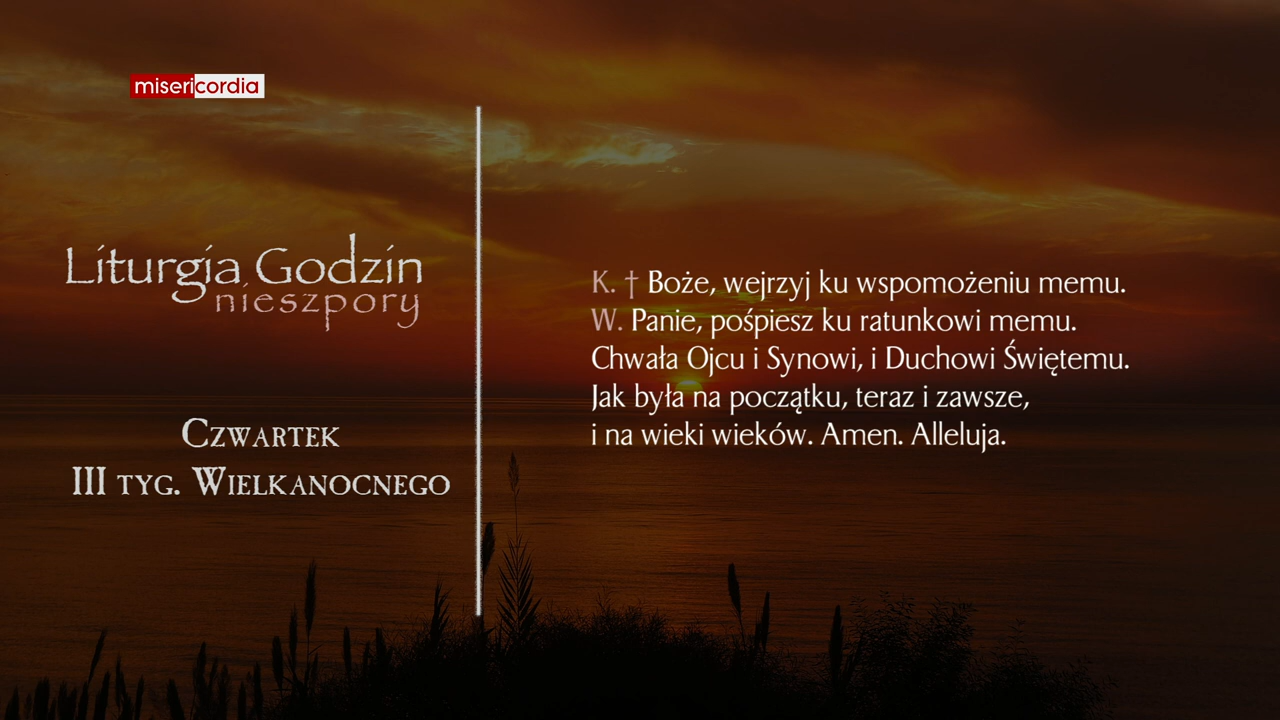 misericordia
Liturgia Godzin
nieszpory
Czwartek
III tyg. Wielkanocnego
K. † Boże, wejrzyj ku wspomożeniu memu.
W. Panie, pośpiesz ku ratunkowi memu.
Chwała Ojcu i Synowi, i Duchowi Świętemu.
Jak była na początku, teraz i zawsze,
i na wieki wieków. Amen. Alleluja.